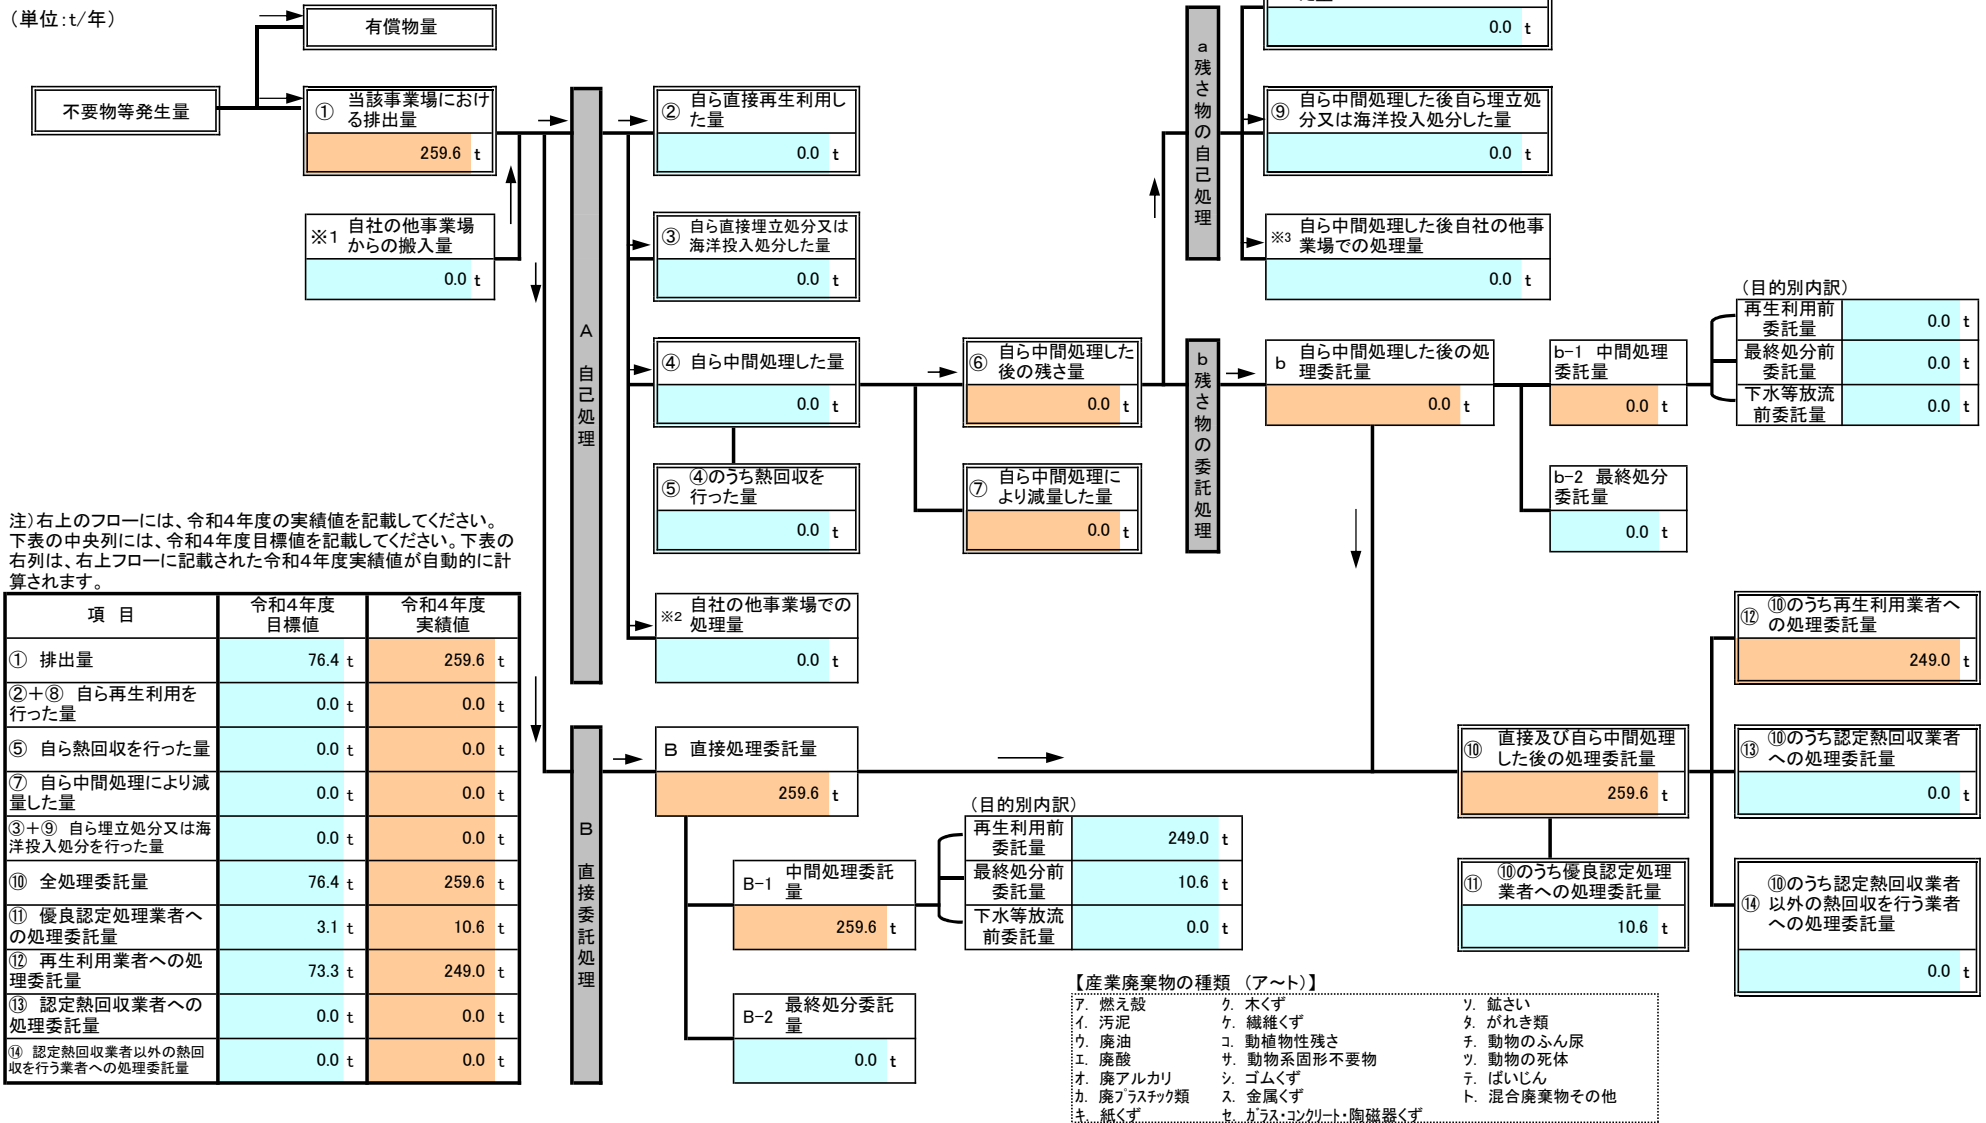 （単位：t/年）
有償物量
不要物等発生量
① 当該事業場におけ
る排出量
259.6 t
※1 自社の他事業場
からの搬入量
0.0 t
A 自己処理
② 自ら直接再生利用し
た量
0.0 t
③ 自ら直接埋立処分又は
海洋投入処分した量
0.0 t
④ 自ら中間処理した量
0.0 t
⑤ ④のうち熱回収を
行った量
0.0 t
※2 自社の他事業場での
処理量
0.0 t
⑥ 自ら中間処理した
後の残さ量
0.0 t
⑦ 自ら中間処理に
より減量した量
0.0 t
a 残さ物の自己処理
0.0 t
⑨ 自ら中間処理した後自ら埋立処
分又は海洋投入処分した量
0.0 t
※3 自ら中間処理した後自社の他事
業場での処理量
0.0 t
b 残さ物の委託処理
b 自ら中間処理した後の処
理委託量
0.0 t
b-1 中間処理
委託量
0.0 t
b-2 最終処分
委託量
0.0 t
（目的別内訳）
再生利用前
委託量 0.0 t
最終処分前
委託量 0.0 t
下水等放流
前委託量 0.0 t
注）右上のフローには、令和4年度の実績値を記載してください。
下表の中央列には、令和4年度目標値を記載してください。下表の
右列は、右上フローに記載された令和4年度実績値が自動的に計
算されます。
項 目 令和4年度
目標値 令和4年度
実績値
① 排出量 76.4 t 259.6 t
②＋⑧ 自ら再生利用を
行った量 0.0 t 0.0 t
⑤ 自ら熱回収を行った量 0.0 t 0.0 t
⑦ 自ら中間処理により減
量した量 0.0 t 0.0 t
③＋⑨ 自ら埋立処分又は海
洋投入処分を行った量 0.0 t 0.0 t
⑩ 全処理委託量 76.4 t 259.6 t
⑪ 優良認定処理業者へ
の処理委託量 3.1 t 10.6 t
⑫ 再生利用業者への処
理委託量 73.3 t 249.0 t
⑬ 認定熱回収業者への
処理委託量 0.0 t 0.0 t
⑭ 認定熱回収業者以外の熱回
収を行う業者への処理委託量 0.0 t 0.0 t
B 直接委託処理
B 直接処理委託量
259.6 t
B-1 中間処理委託
量
259.6 t
B-2 最終処分委託
量
0.0 t
（目的別内訳）
再生利用前
委託量 249.0 t
最終処分前
委託量 10.6 t
下水等放流
前委託量 0.0 t
⑩ 直接及び自ら中間処理
した後の処理委託量
259.6 t
⑪ ⑩のうち優良認定処理
業者への処理委託量
10.6 t
⑫ ⑩のうち再生利用業者へ
の処理委託量
249.0 t
⑬ ⑩のうち認定熱回収業者
への処理委託量
0.0 t
⑭ ⑩のうち認定熱回収業者
以外の熱回収を行う業者
への処理委託量
0.0 t
【産業廃棄物の種類 （ア～ト）】
ア. 燃え殻 ク. 木くず ソ. 鉱さい
イ. 汚泥 ケ. 繊維くず タ. がれき類
ウ. 廃油 コ. 動植物性残さ チ. 動物のふん尿
エ. 廃酸 サ. 動物系固形不要物 ツ. 動物の死体
オ. 廃アルカリ シ. ゴムくず テ. ばいじん
カ. 廃プラスチック類 ス. 金属くず ト. 混合廃棄物その他
キ. 紙くず セ. ガラス・コンクリート・陶磁器くず